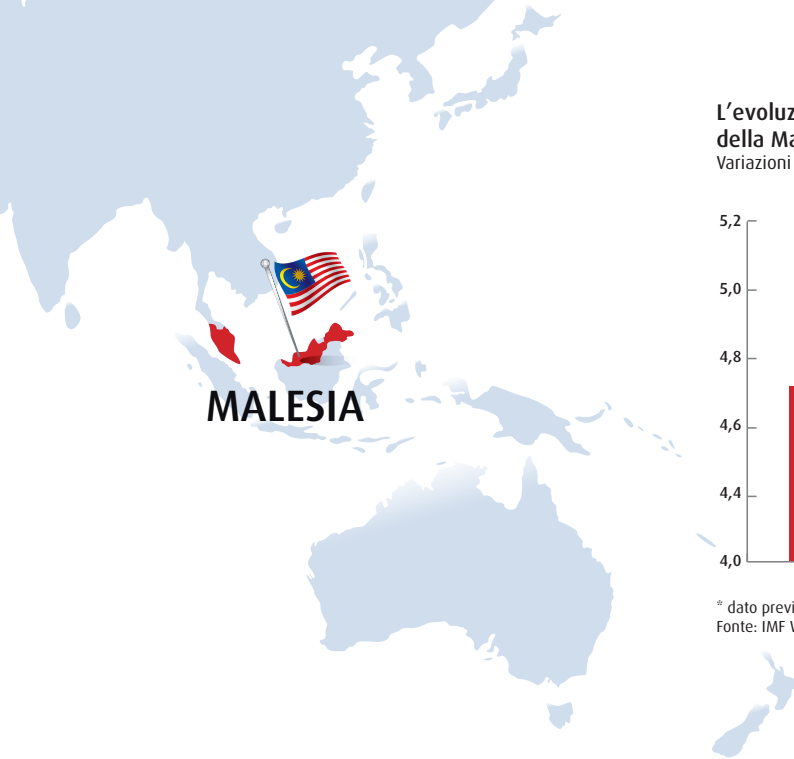 MALESIA
L'evoluz
della Ma
Variazioni
5,2
5,0
4,8
4,6
4,4
4,0
* dato previ
Fonte: IMF